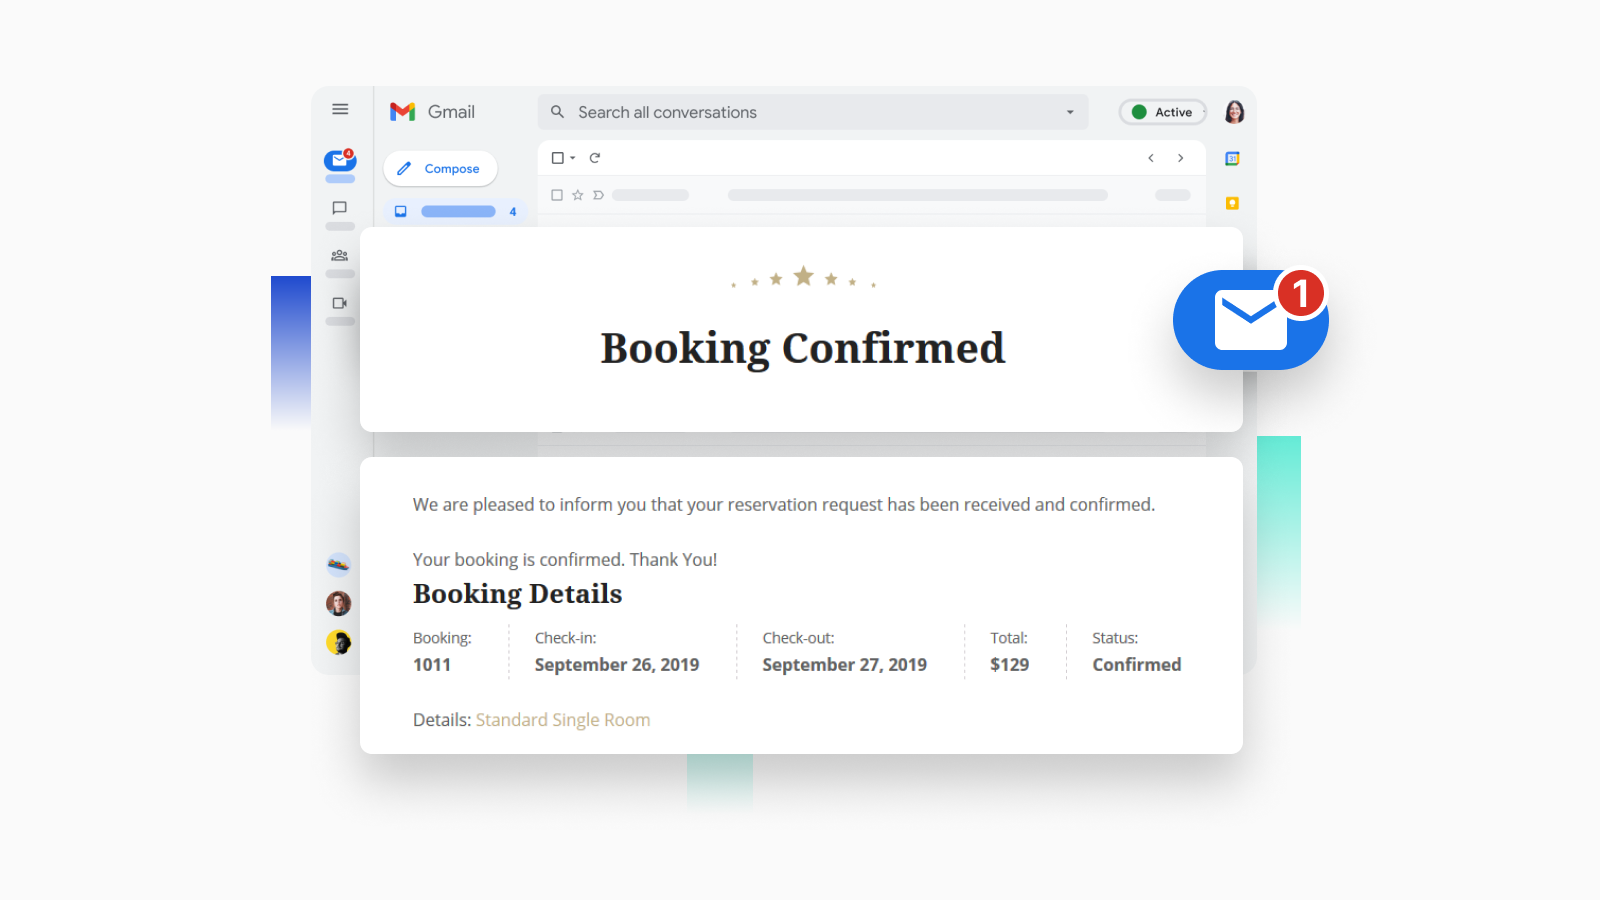 Gmail
Search all conversations
Active
4
Compose
31
4
1
Booking Confirmed
We are pleased to inform you that your reservation request has been received and confirmed.
Your booking is confirmed. Thank You!
Booking Details
Booking: Check-in: Check-out: Total: Status:
1011 September 26, 2019 September 27, 2019 $129 Confirmed
Details: Standard Single Room